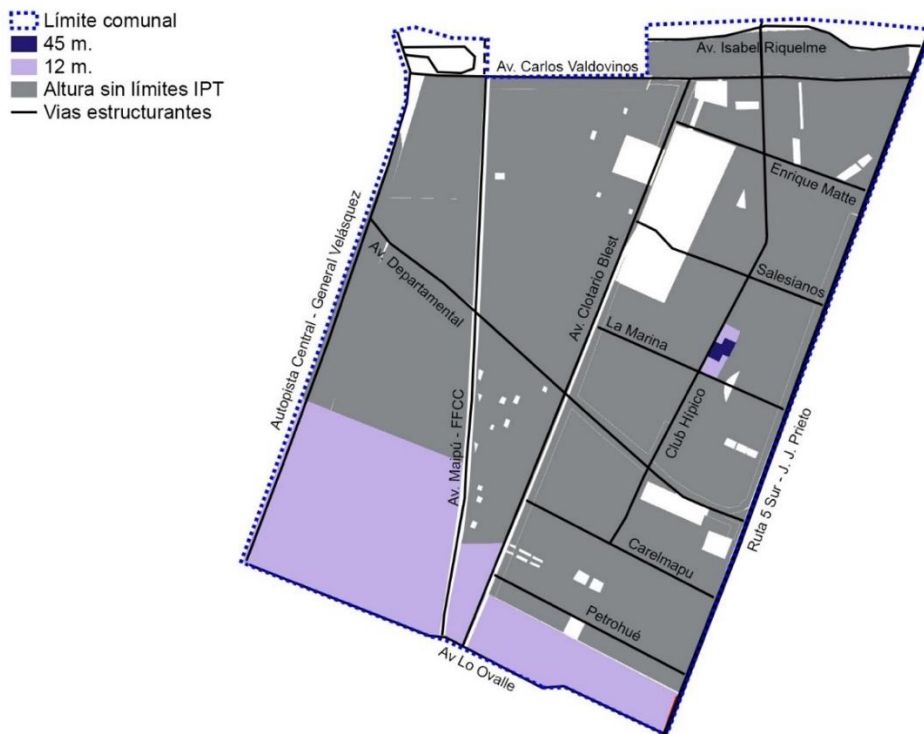 Límite comunal
45 m.
12 m.
Altura sin límites IPT
Vias estructurantes
Av. Isabel Riquelme
Av. Carlos Valdovinos
Enrique Matte
Autopista Central - General Velásquez
Av. Departamental
Av. Clotario Blest
Salesianos
La Marina
Club Hípico
Av. Maipú - FFCC
Ruta 5 Sur - J. J. Prieto
Carelmapu
Petrohué
Av Lo Ovalle